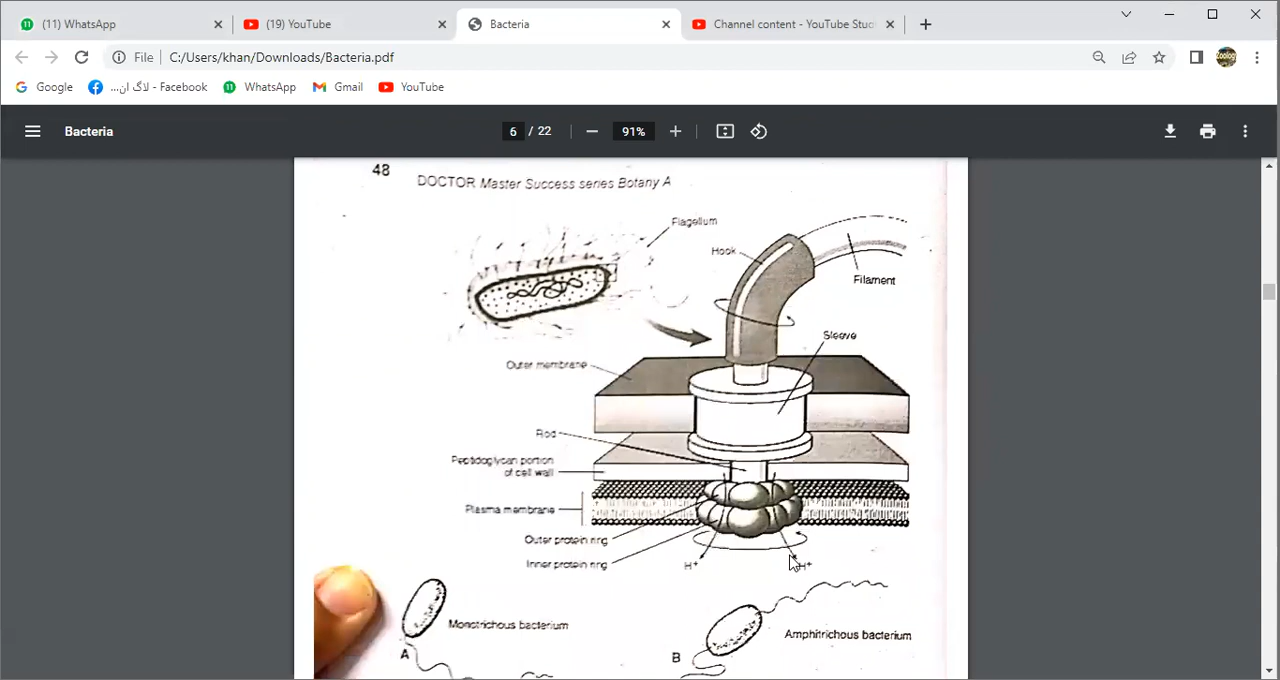 (11) WhatsApp
(19) YouTube
Bacteria
Channel content - YouTube Stud
File
C:/Users/khan/Downloads/Bacteria.pdf
Google
لاگ ان... - Facebook
WhatsApp
Gmail
YouTube
Bacteria
6 / 22
91%
48
DOCTOR Master Success series Botany A
Flagellum
Hook
Filament
Sleeve
Outer membrane
Rod
Peptidoglycan portion
of cell wall
Plasma membrane
Outer protein ring
Inner protein ring
H+
H+
Monotrichous bacterium
Amphitrichous bacterium
A
B